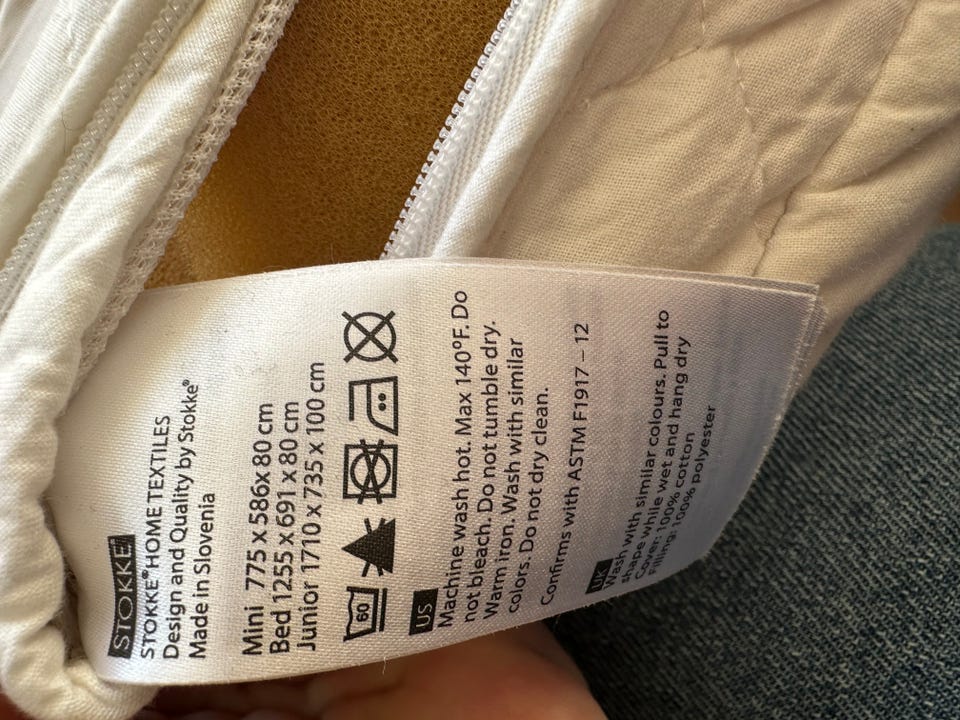 STOKKE
STOKKE® HOME TEXTILES
Design and Quality by Stokke®
Made in Slovenia
Mini 775 x 586x 80 cm
Bed 1255 x 691 x 80 cm
Junior 1710 x 735 x 100 cm
60
US
Machine wash hot. Max 140°F. Do
not bleach. Do not tumble dry.
Warm iron. Wash with similar
colors. Do not dry clean.
Confirms with ASTM F1917 – 12
UK
Wash with similar colours. Pull to
shape while wet and hang dry
Cover: 100% cotton
Filling: 100% polyester